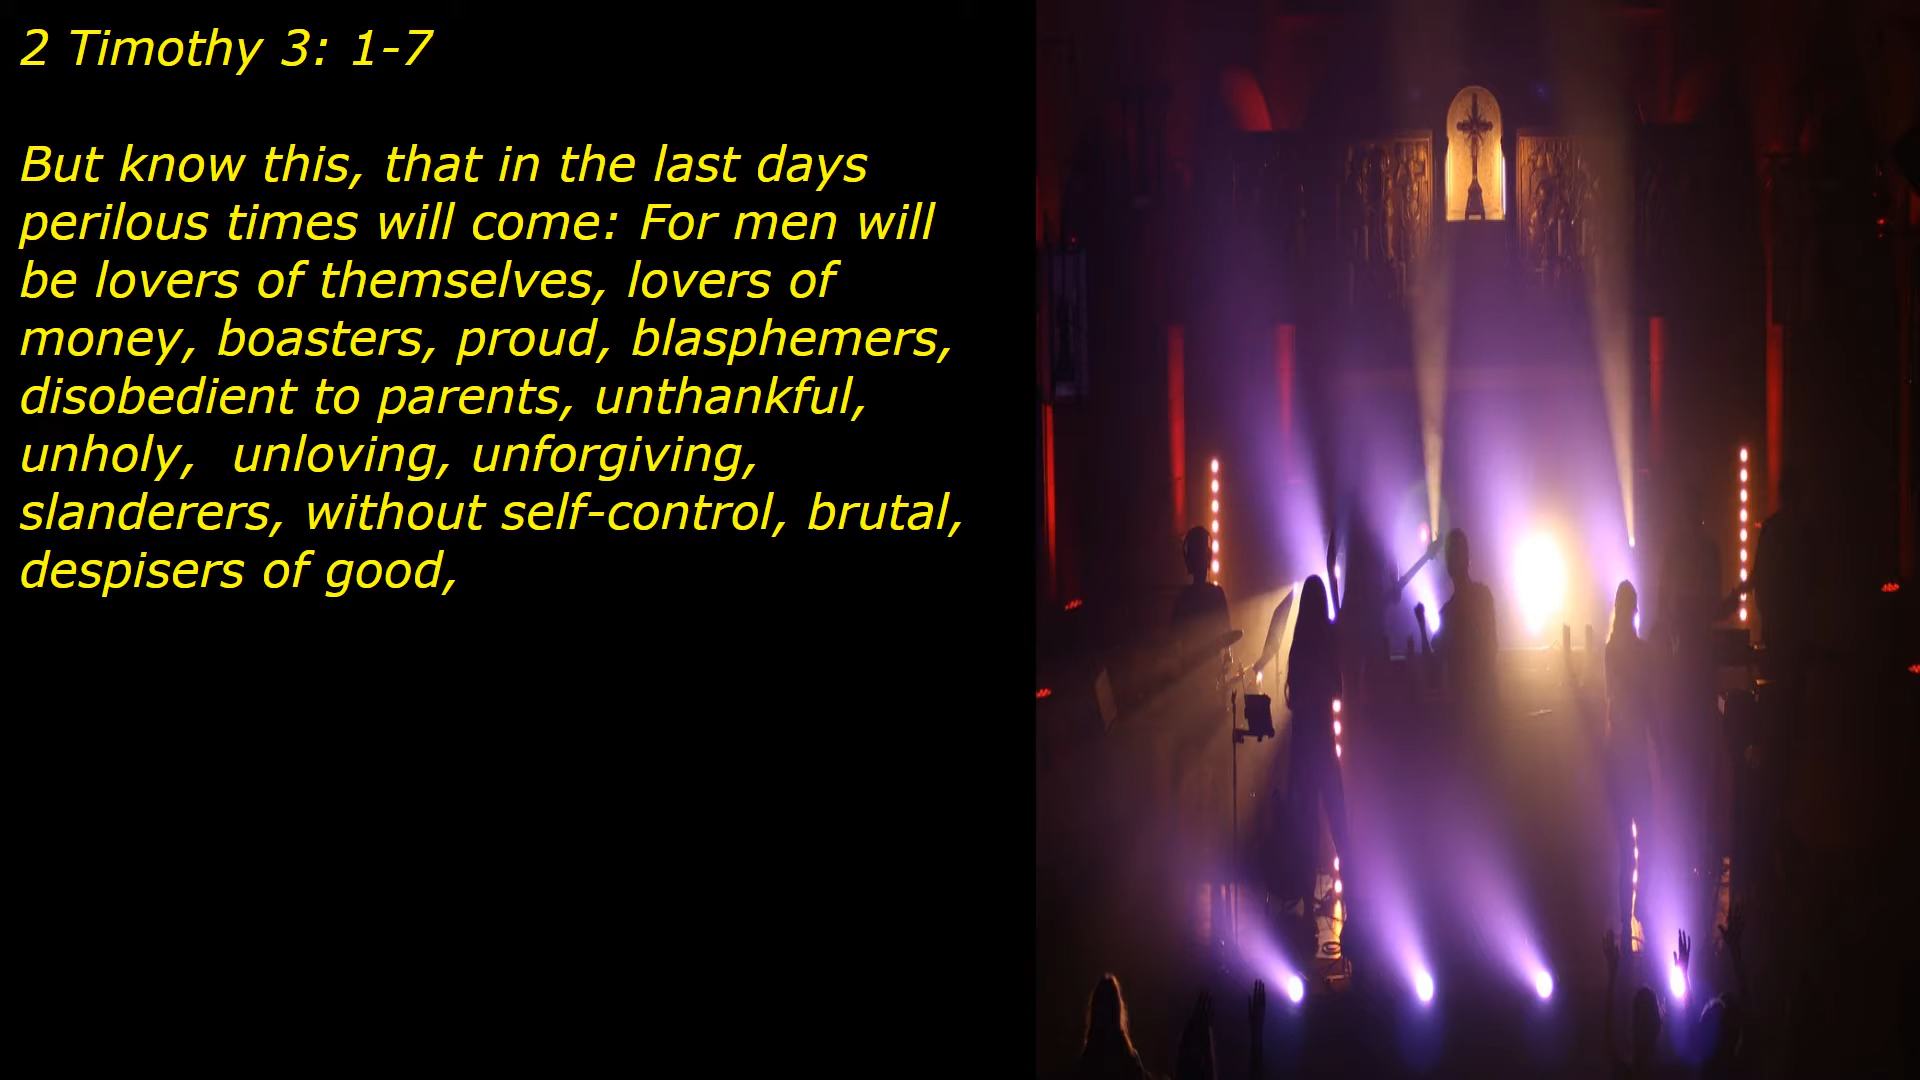 2 Timothy 3: 1-7
But know this, that in the last days
perilous times will come: For men will
be lovers of themselves, lovers of
money, boasters, proud, blasphemers,
disobedient to parents, unthankful,
unholy,  unloving, unforgiving,
slanderers, without self-control, brutal,
despisers of good,